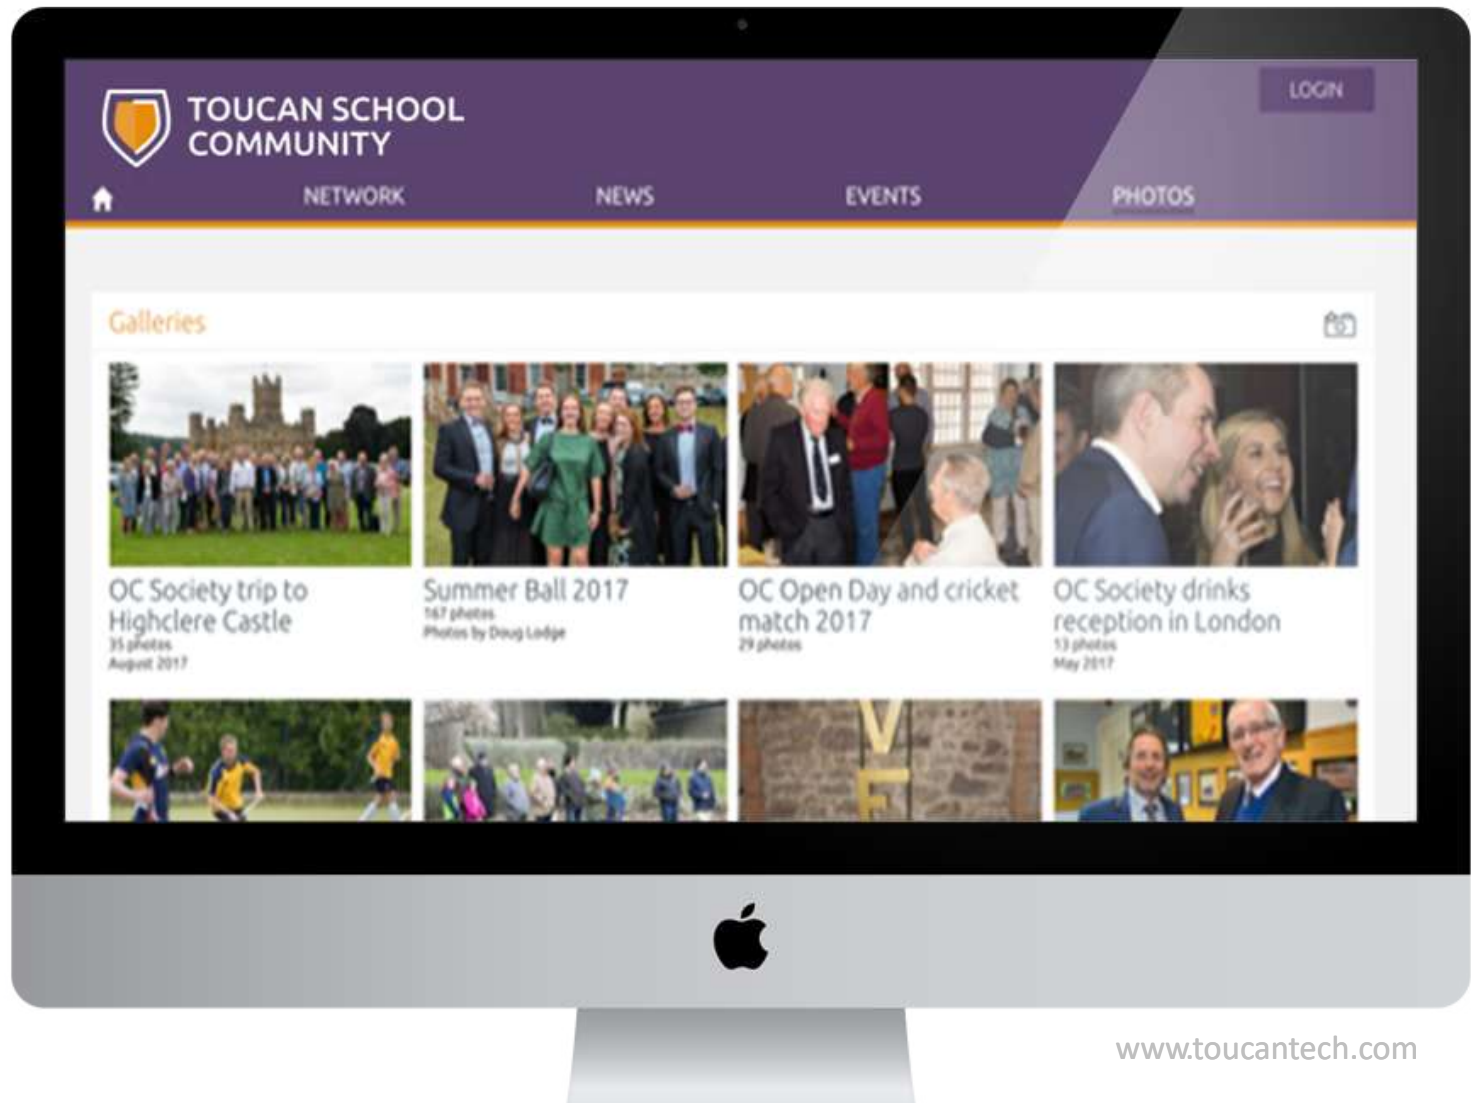 LOGIN
TOUCAN SCHOOL
COMMUNITY
NETWORK
NEWS
EVENTS
PHOTOS
Galleries
OC Society trip to
Highclere Castle
35 photos
August 2017
Summer Ball 2017
167 photos
Photos by Doug Lodge
OC Open Day and cricket
match 2017
29 photos
OC Society drinks
reception in London
13 photos
May 2017
V
E
www.toucantech.com